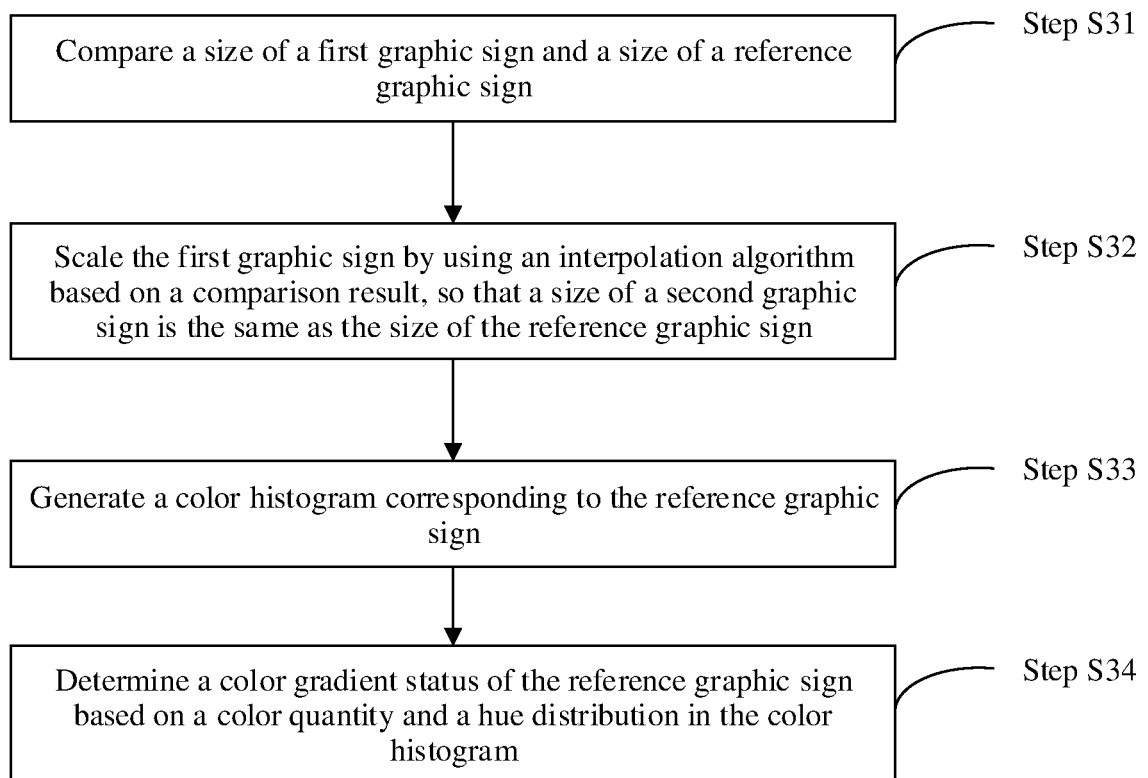 Step S31
Compare a size of a first graphic sign and a size of a reference
graphic sign
Step S32
Scale the first graphic sign by using an interpolation algorithm
based on a comparison result, so that a size of a second graphic
sign is the same as the size of the reference graphic sign
Step S33
Generate a color histogram corresponding to the reference graphic
sign
Step S34
Determine a color gradient status of the reference graphic sign
based on a color quantity and a hue distribution in the color
histogram